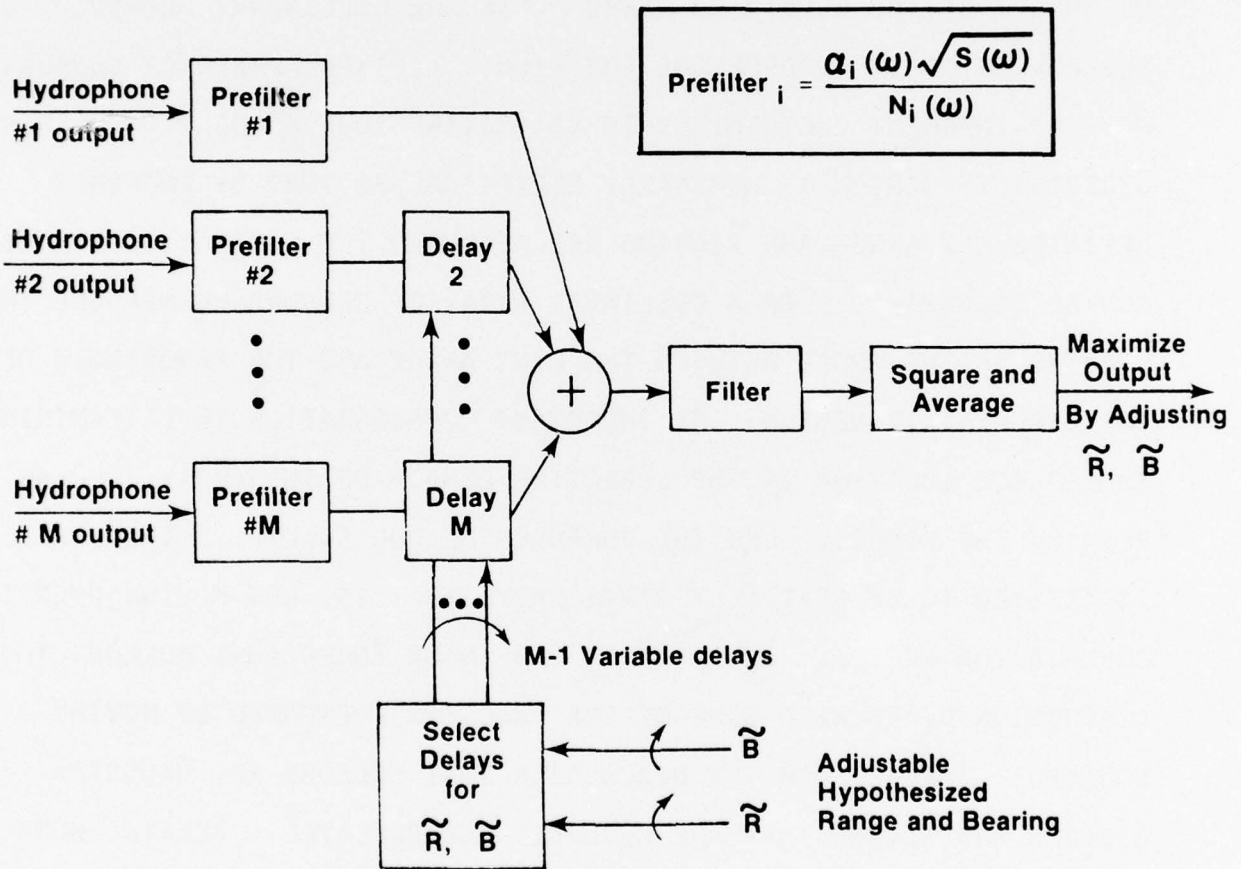 Prefilter i = αi (ω) √S (ω) / Ni (ω)
Hydrophone
#1 output
Prefilter
#1
Hydrophone
#2 output
Prefilter
#2
Delay
2
Hydrophone
# M output
Prefilter
#M
Delay
M
+
Filter
Square and
Average
Maximize
Output
By Adjusting
R̃, B̃
M-1 Variable delays
Select
Delays
for
R̃, B̃
B̃
R̃
Adjustable
Hypothesized
Range and Bearing